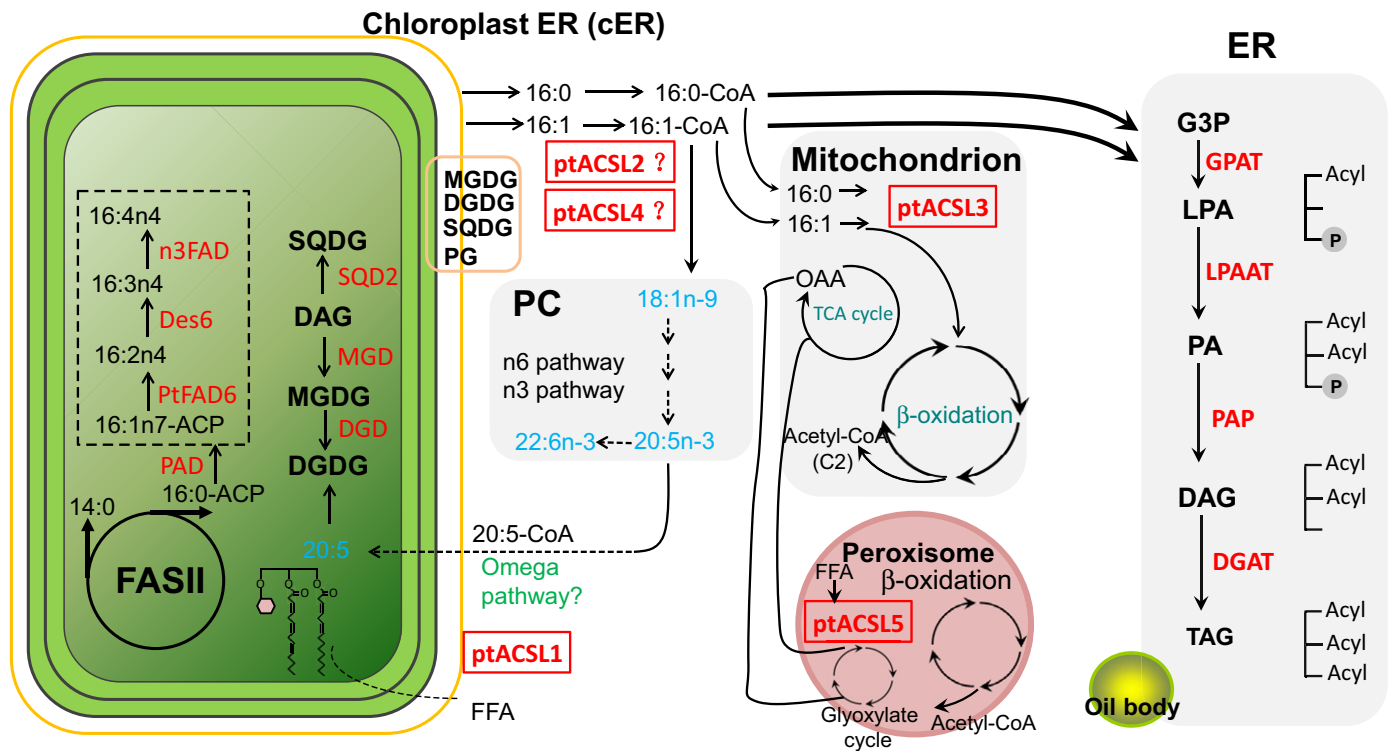 Chloroplast ER (cER)
16:4n4
n3FAD
16:3n4
Des6
16:2n4
PtFAD6
16:1n7-ACP
PAD
16:0-ACP
14:0
FASII
SQDG
SQD2
DAG
MGD
MGDG
DGD
DGDG
20:5
O
O
O
O
O
MGDG
DGDG
SQDG
PG
16:0
16:0-CoA
16:1
16:1-CoA
ptACSL2 ?
ptACSL4 ?
PC
18:1n-9
n6 pathway
n3 pathway
22:6n-3
20:5n-3
20:5-CoA
Omega
pathway?
ptACSL1
FFA
Mitochondrion
16:0
16:1
ptACSL3
OAA
TCA cycle
β-oxidation
Acetyl-CoA
(C2)
Peroxisome
FFA
β-oxidation
ptACSL5
Glyoxylate
cycle
Acetyl-CoA
ER
G3P
GPAT
LPA
LPAAT
PA
PAP
DAG
DGAT
TAG
Acyl
P
Acyl
Acyl
P
Acyl
Acyl
Acyl
Acyl
Acyl
Oil body